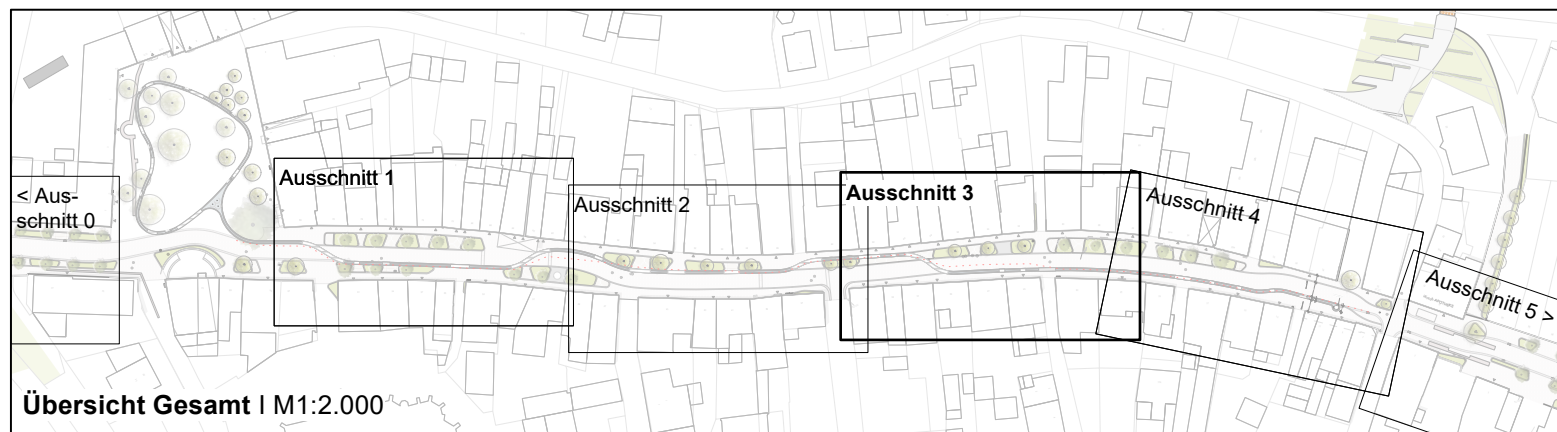 < Aus-
schnitt 0
Ausschnitt 1
Ausschnitt 2
Ausschnitt 3
Ausschnitt 4
Ausschnitt 5 >
Übersicht Gesamt I M1:2.000